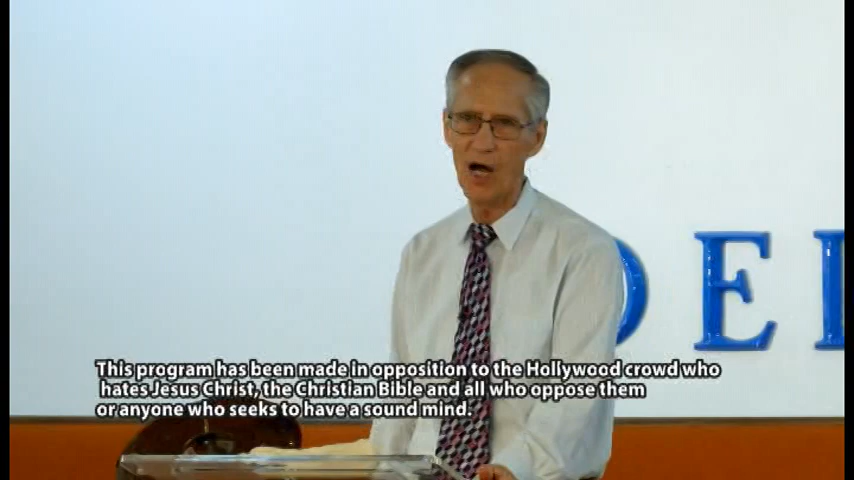 DEL
This program has been made in opposition to the Hollywood crowd who
hates Jesus Christ, the Christian Bible and all who oppose them
or anyone who seeks to have a sound mind.